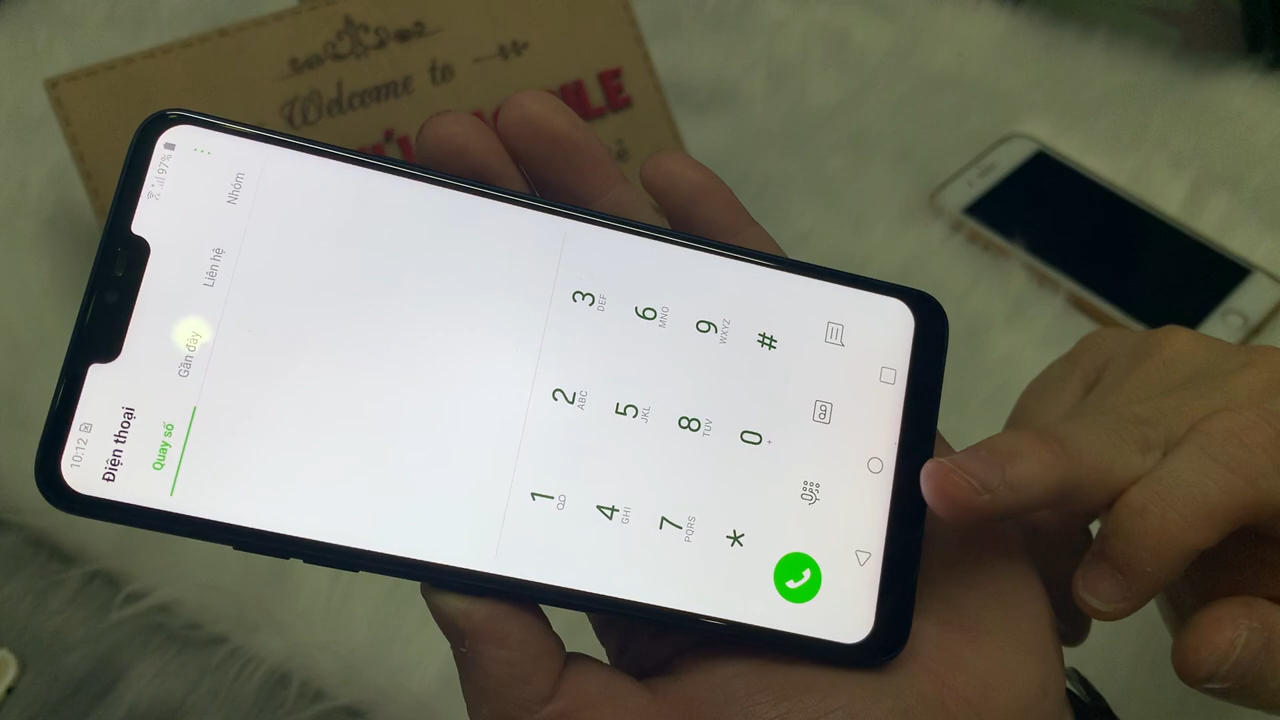 Welcome to
MOBILE
10:12
97%
Điện thoại
Quay số
Gần đây
Liên hệ
Nhóm
1
2 ABC
3 DEF
4 GHI
5 JKL
6 MNO
7 PQRS
8 TUV
9 WXYZ
*
0 +
#